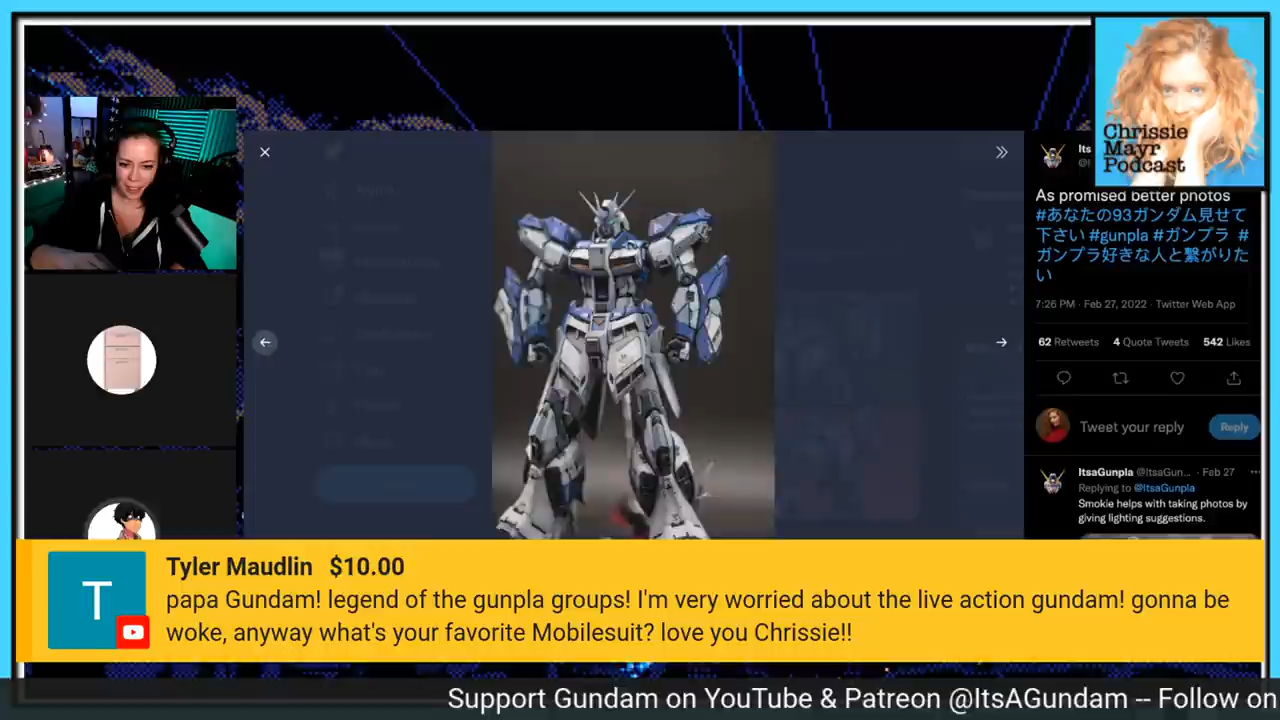 Chrissie
Mayr
Podcast
Its
As promised better photos
#あなたの93ガンダム見せて
下さい #gunpla #ガンプラ #
ガンプラ好きな人と繋がりた
い
7:26 PM · Feb 27, 2022 · Twitter Web App
62 Retweets 4 Quote Tweets 542 Likes
Tweet your reply
Reply
ItsaGunpla @ItsaGun... · Feb 27
Replying to @ItsaGunpla
Smokie helps with taking photos by
giving lighting suggestions.
T
Tyler Maudlin $10.00
papa Gundam! legend of the gunpla groups! I'm very worried about the live action gundam! gonna be
woke, anyway what's your favorite Mobilesuit? love you Chrissie!!
Support Gundam on YouTube & Patreon @ItsAGundam -- Follow on